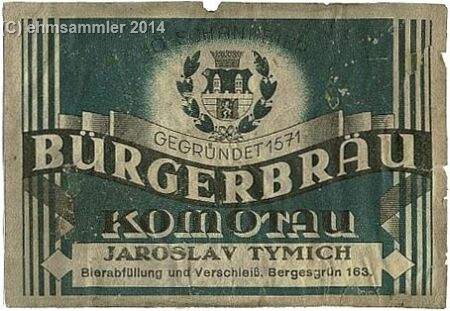 C) ehmsammler 2014
GEGRÜNDET 1571
BÜRGERBRÄU
KOMOTAU
JAROSLAV TYMICH
Bierabfüllung und Verschleiß. Bergesgrün 163.